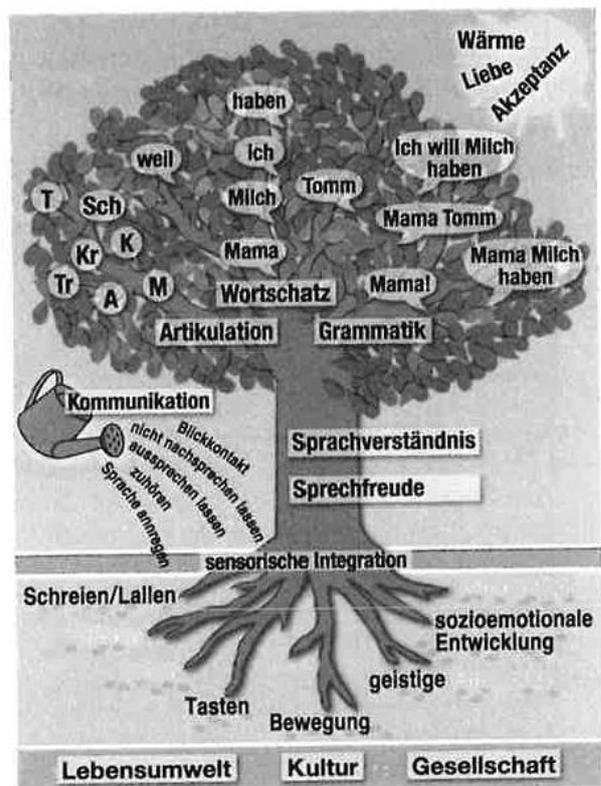 Wärme
Liebe
Akzeptanz
haben
weil
ich
Ich will Milch
haben
T
Sch
Milch
Tomm
Mama Tomm
Kr
K
Mama
Mama Milch
haben
Tr
A
M
Wortschatz
Mama!
Artikulation
Grammatik
Kommunikation
Blickkontakt
nicht nachsprechen lassen
aussprechen lassen
zuhören
Sprache anregen
Sprachverständnis
Sprechfreude
sensorische Integration
Schreien/Lallen
sozioemotionale
Entwicklung
geistige
Tasten
Bewegung
Lebensumwelt
Kultur
Gesellschaft